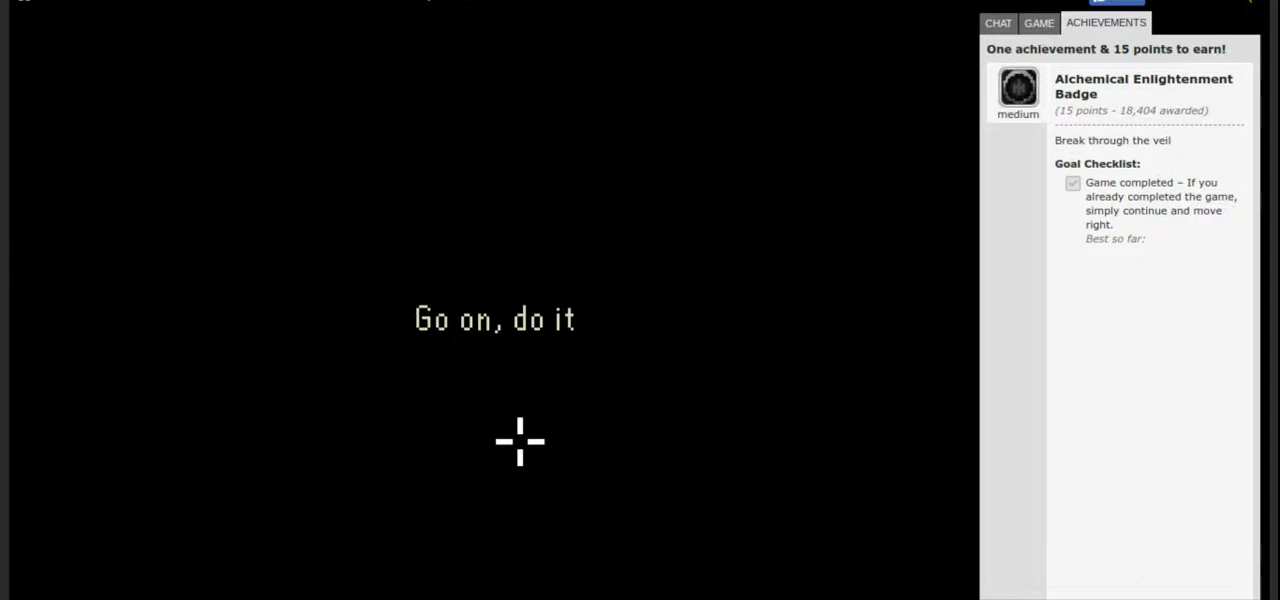 CHAT GAME ACHIEVEMENTS
One achievement & 15 points to earn!
Alchemical Enlightenment
Badge
(15 points - 18,404 awarded)
medium
Break through the veil
Goal Checklist:
Game completed – If you
already completed the game,
simply continue and move
right.
Best so far:
Go on, do it